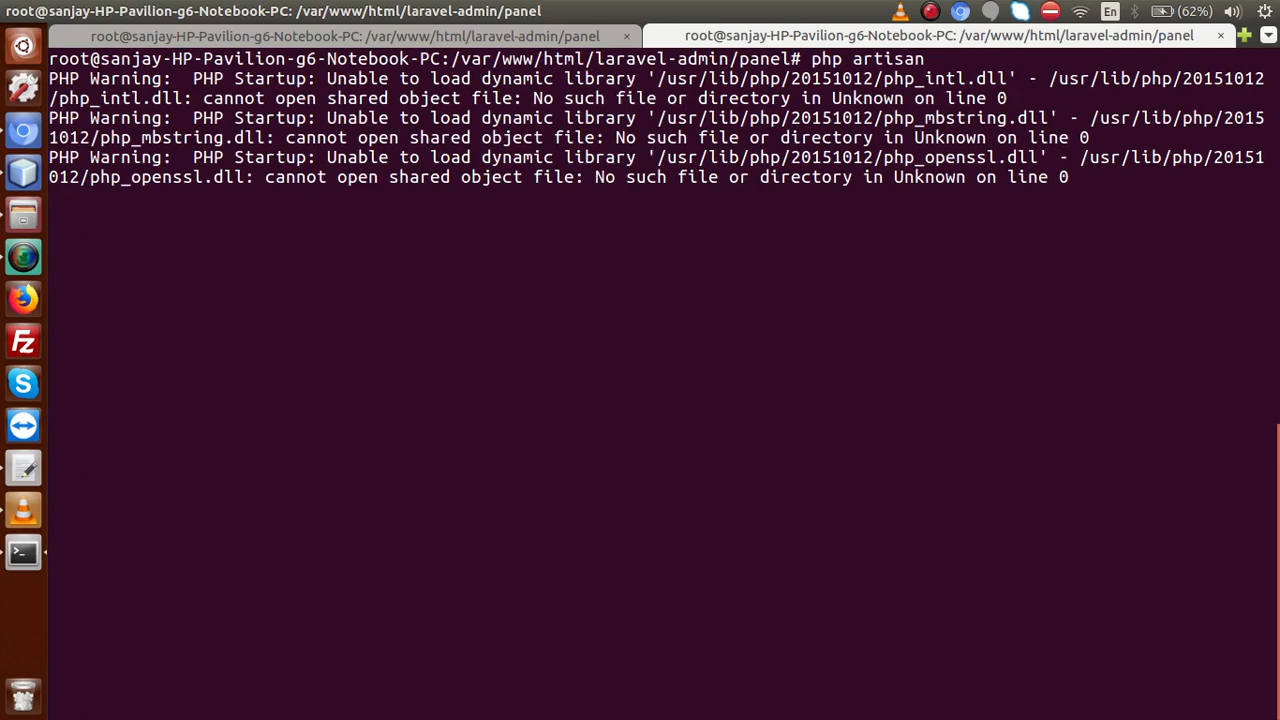 root@sanjay-HP-Pavilion-g6-Notebook-PC: /var/www/html/laravel-admin/panel
En
(62%)
root@sanjay-HP-Pavilion-g6-Notebook-PC: /var/www/html/laravel-admin/panel ×
root@sanjay-HP-Pavilion-g6-Notebook-PC: /var/www/html/laravel-admin/panel ×
root@sanjay-HP-Pavilion-g6-Notebook-PC:/var/www/html/laravel-admin/panel# php artisan
PHP Warning:  PHP Startup: Unable to load dynamic library '/usr/lib/php/20151012/php_intl.dll' - /usr/lib/php/20151012
/php_intl.dll: cannot open shared object file: No such file or directory in Unknown on line 0
PHP Warning:  PHP Startup: Unable to load dynamic library '/usr/lib/php/20151012/php_mbstring.dll' - /usr/lib/php/2015
1012/php_mbstring.dll: cannot open shared object file: No such file or directory in Unknown on line 0
PHP Warning:  PHP Startup: Unable to load dynamic library '/usr/lib/php/20151012/php_openssl.dll' - /usr/lib/php/20151
012/php_openssl.dll: cannot open shared object file: No such file or directory in Unknown on line 0
Fz
S
>_